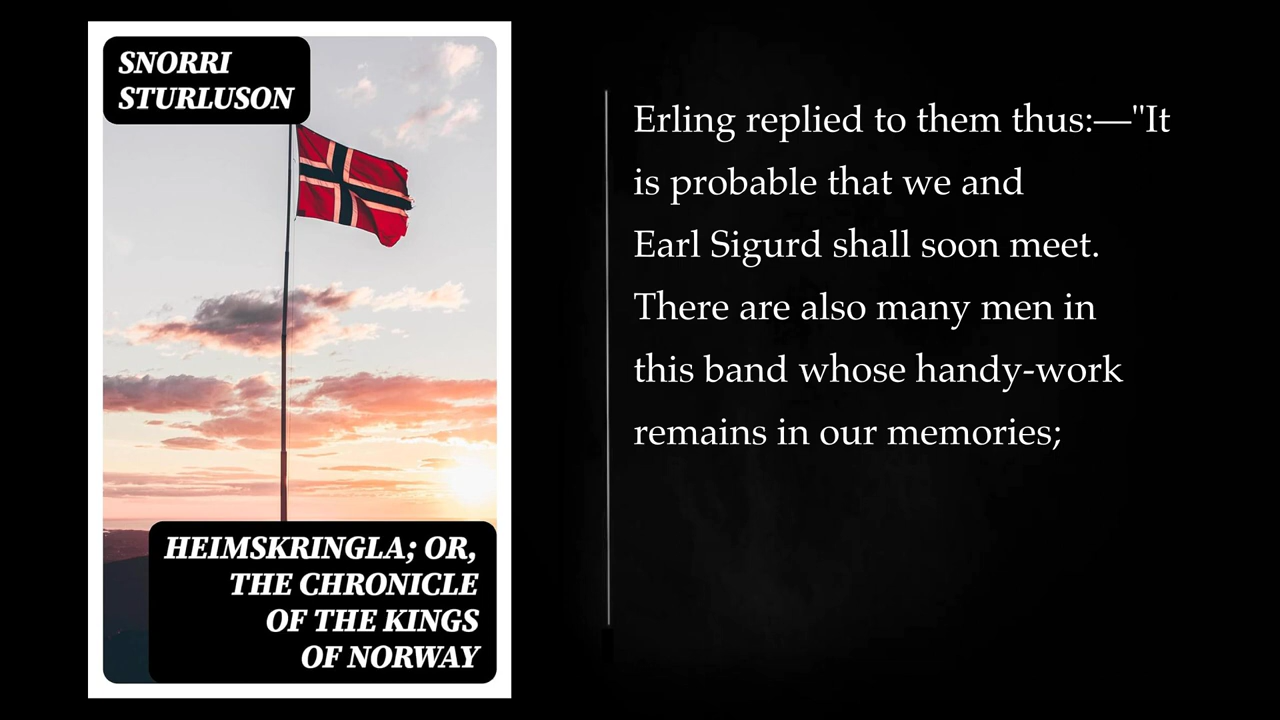 SNORRI
STURLUSON
HEIMSKRINGLA; OR,
THE CHRONICLE
OF THE KINGS
OF NORWAY
Erling replied to them thus:—"It
is probable that we and
Earl Sigurd shall soon meet.
There are also many men in
this band whose handy-work
remains in our memories;